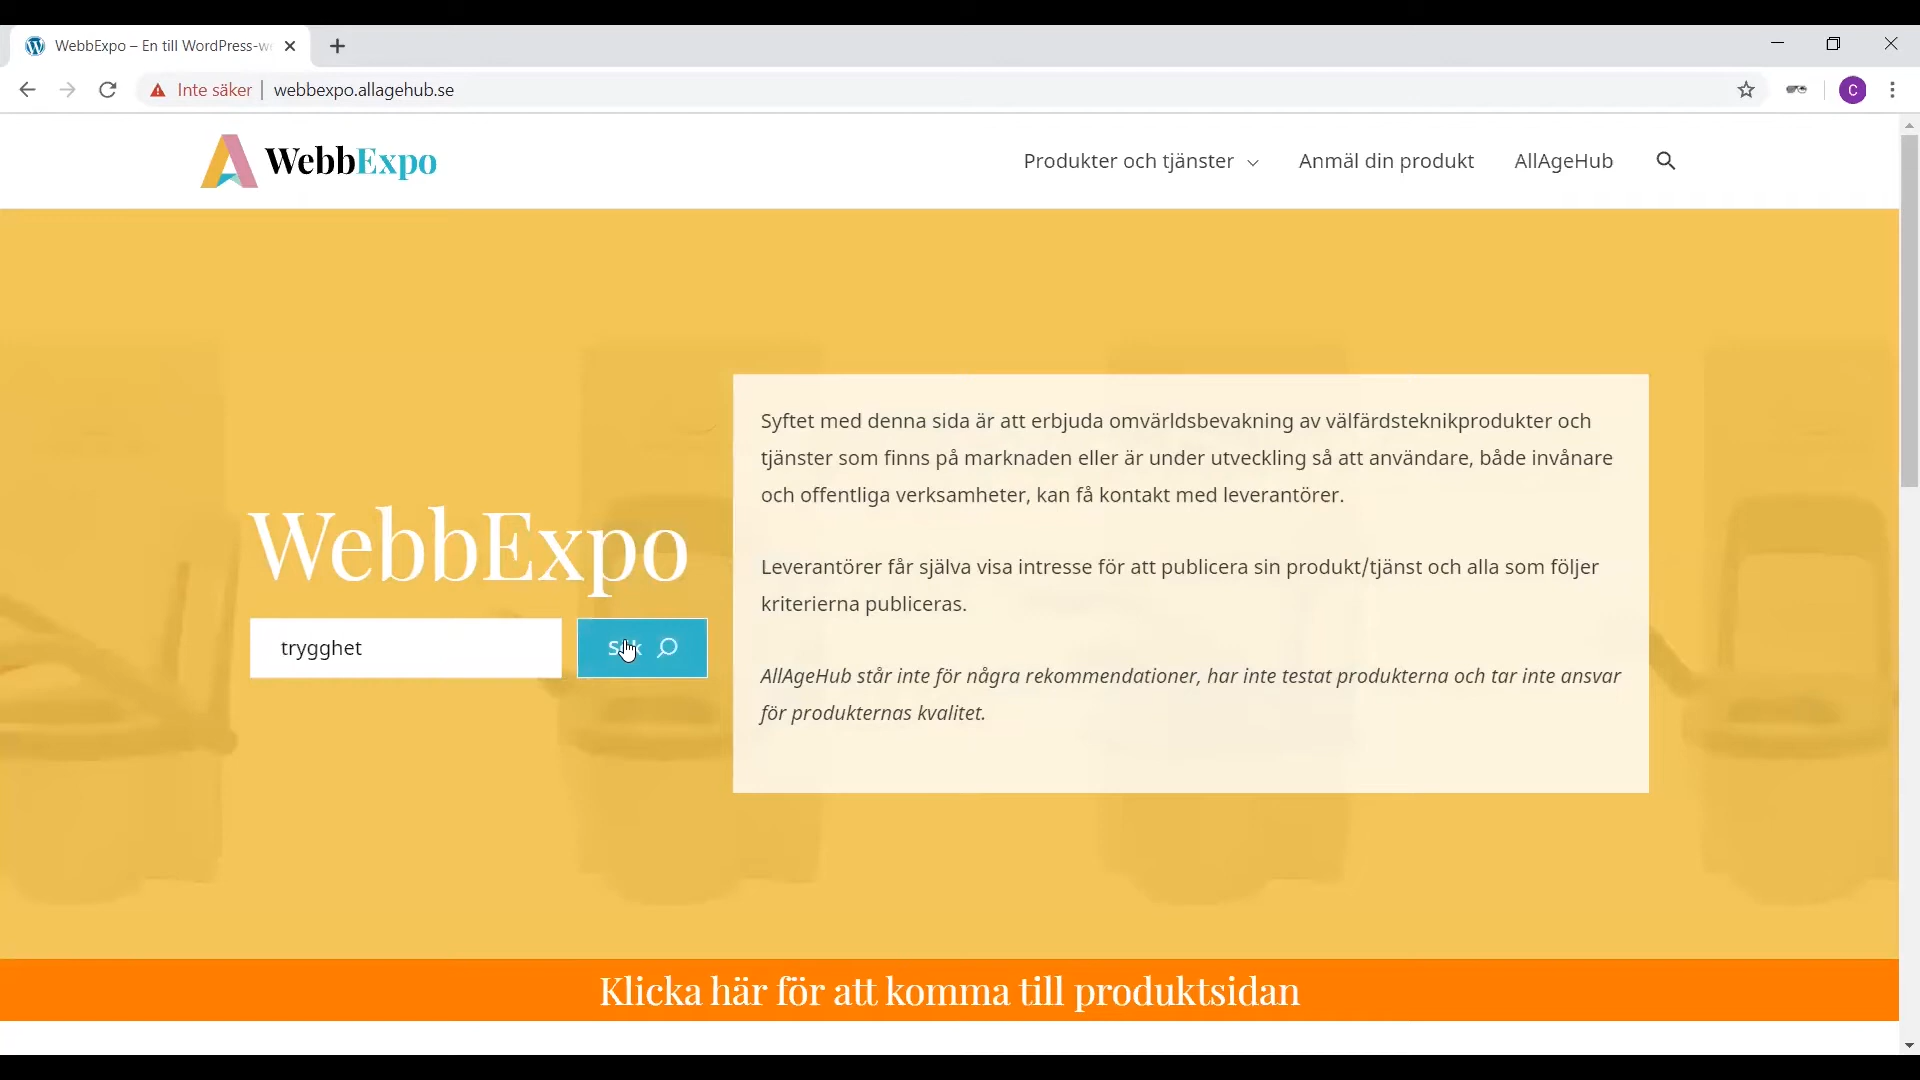 WebbExpo – En till WordPress-w
Inte säker | webbexpo.allagehub.se
C
WebbExpo
Produkter och tjänster
Anmäl din produkt
AllAgeHub
WebbExpo
trygghet
Sök
Syftet med denna sida är att erbjuda omvärldsbevakning av välfärdsteknikprodukter och
tjänster som finns på marknaden eller är under utveckling så att användare, både invånare
och offentliga verksamheter, kan få kontakt med leverantörer.
Leverantörer får själva visa intresse för att publicera sin produkt/tjänst och alla som följer
kriterierna publiceras.
AllAgeHub står inte för några rekommendationer, har inte testat produkterna och tar inte ansvar
för produkternas kvalitet.
Klicka här för att komma till produktsidan